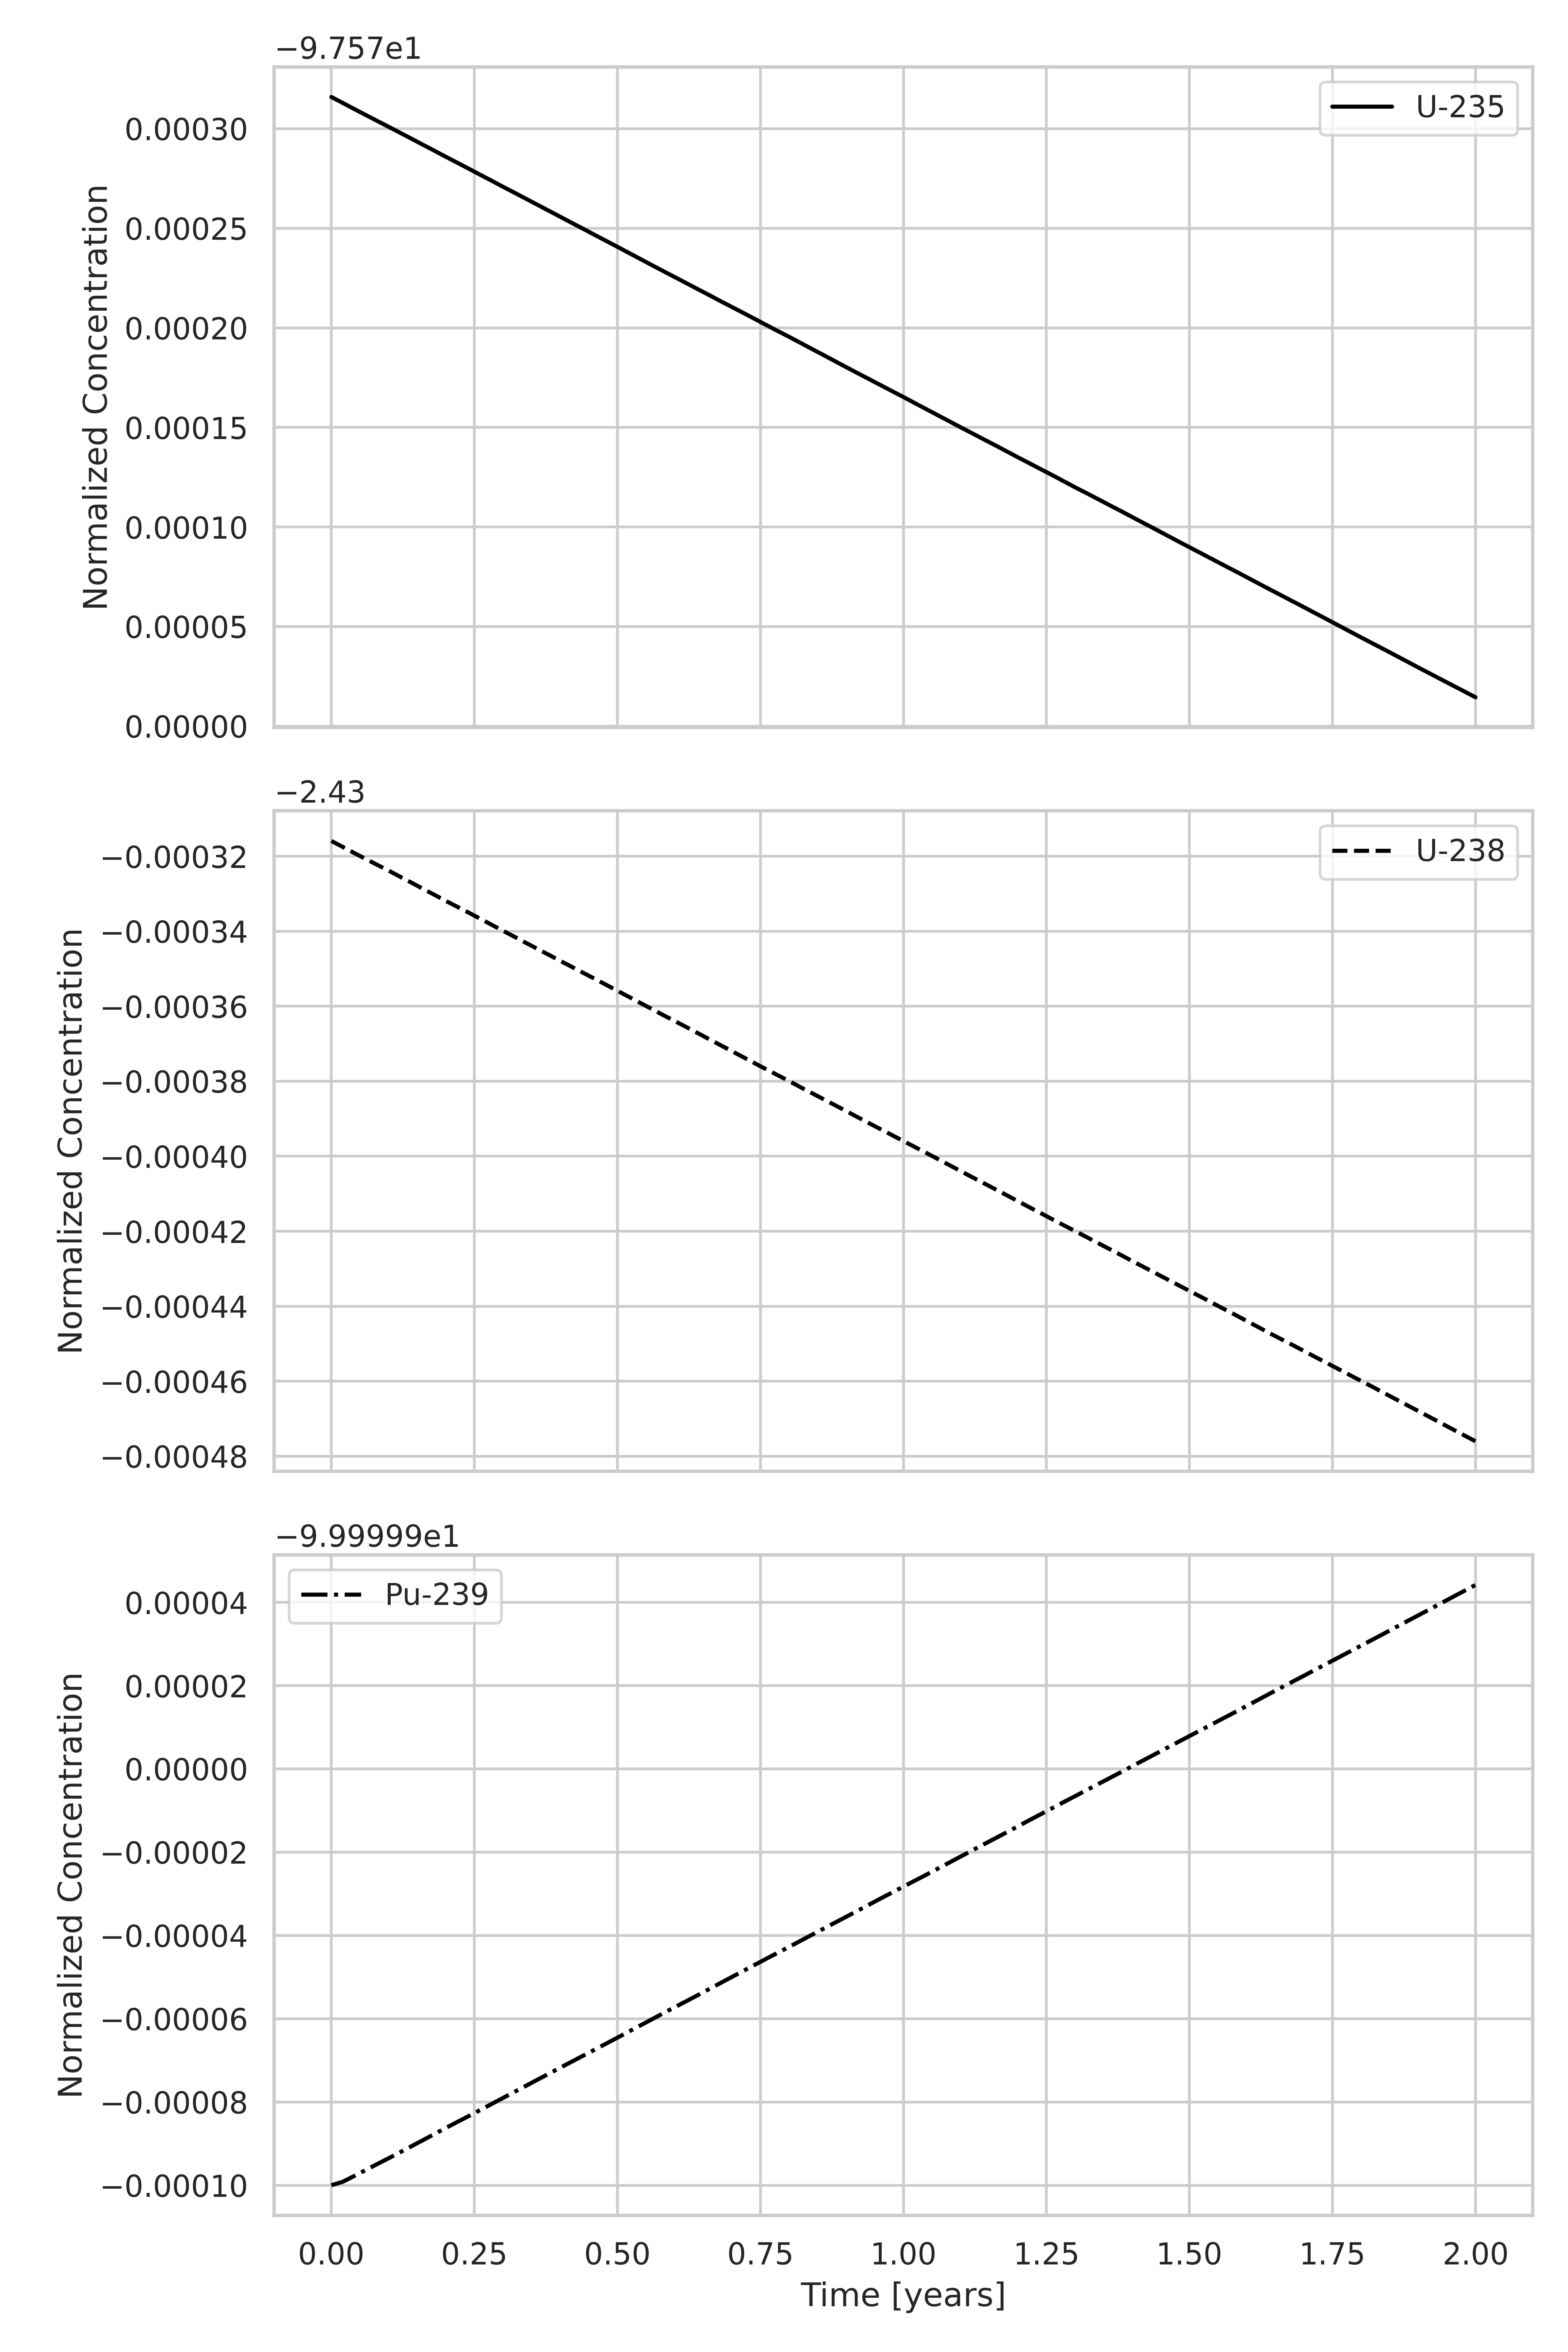 −9.757e1
U-235
0.00030
0.00025
0.00020
0.00015
0.00010
0.00005
0.00000
Normalized Concentration
−2.43
U-238
−0.00032
−0.00034
−0.00036
−0.00038
−0.00040
−0.00042
−0.00044
−0.00046
−0.00048
Normalized Concentration
−9.99999e1
Pu-239
0.00004
0.00002
0.00000
−0.00002
−0.00004
−0.00006
−0.00008
−0.00010
Normalized Concentration
0.00 0.25 0.50 0.75 1.00 1.25 1.50 1.75 2.00
Time [years]